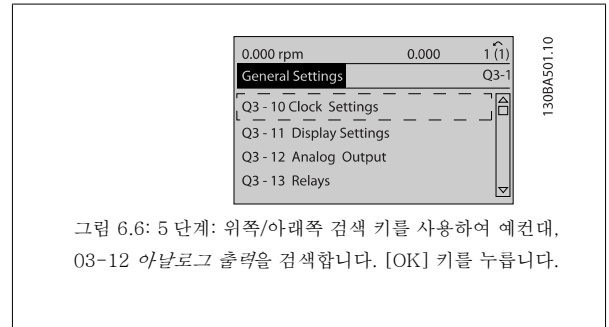 0.000 rpm 0.000 1 (1)
General Settings Q3-1
Q3 - 10 Clock Settings
Q3 - 11 Display Settings
Q3 - 12 Analog Output
Q3 - 13 Relays
130BA501.10
그림 6.6: 5 단계: 위쪽/아래쪽 검색 키를 사용하여 예컨대,
03-12 아날로그 출력을 검색합니다. [OK] 키를 누릅니다.